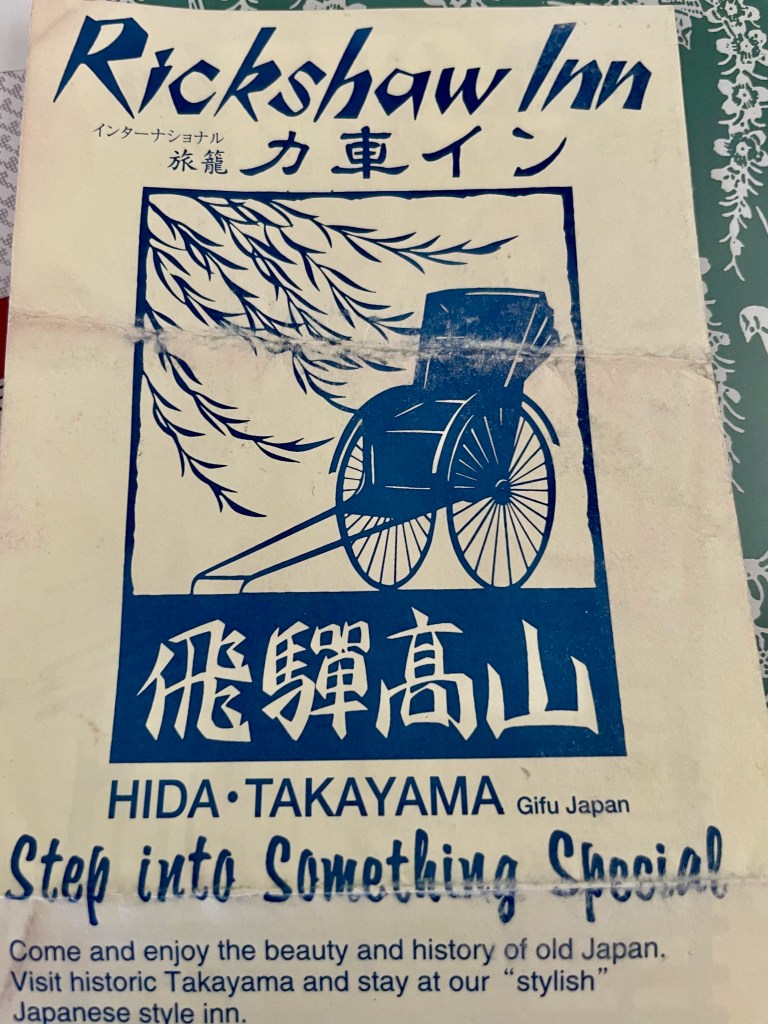 Rickshaw Inn
インターナショナル
旅籠 力車イン
飛驒高山
HIDA・TAKAYAMA Gifu Japan
Step into Something Special
Come and enjoy the beauty and history of old Japan.
Visit historic Takayama and stay at our “stylish”
Japanese style inn.